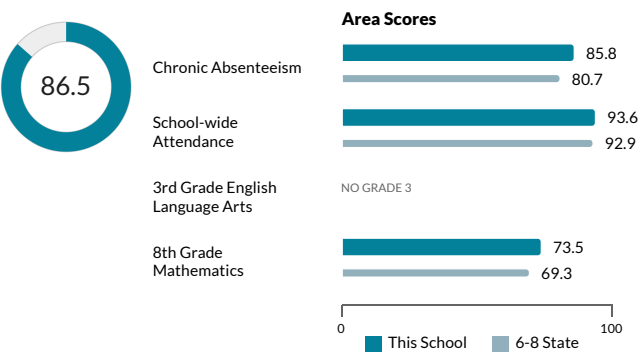 Area Scores
86.5
Chronic Absenteeism
85.8
80.7
School-wide
Attendance
93.6
92.9
3rd Grade English
Language Arts
NO GRADE 3
8th Grade
Mathematics
73.5
69.3
0
100
This School
6-8 State